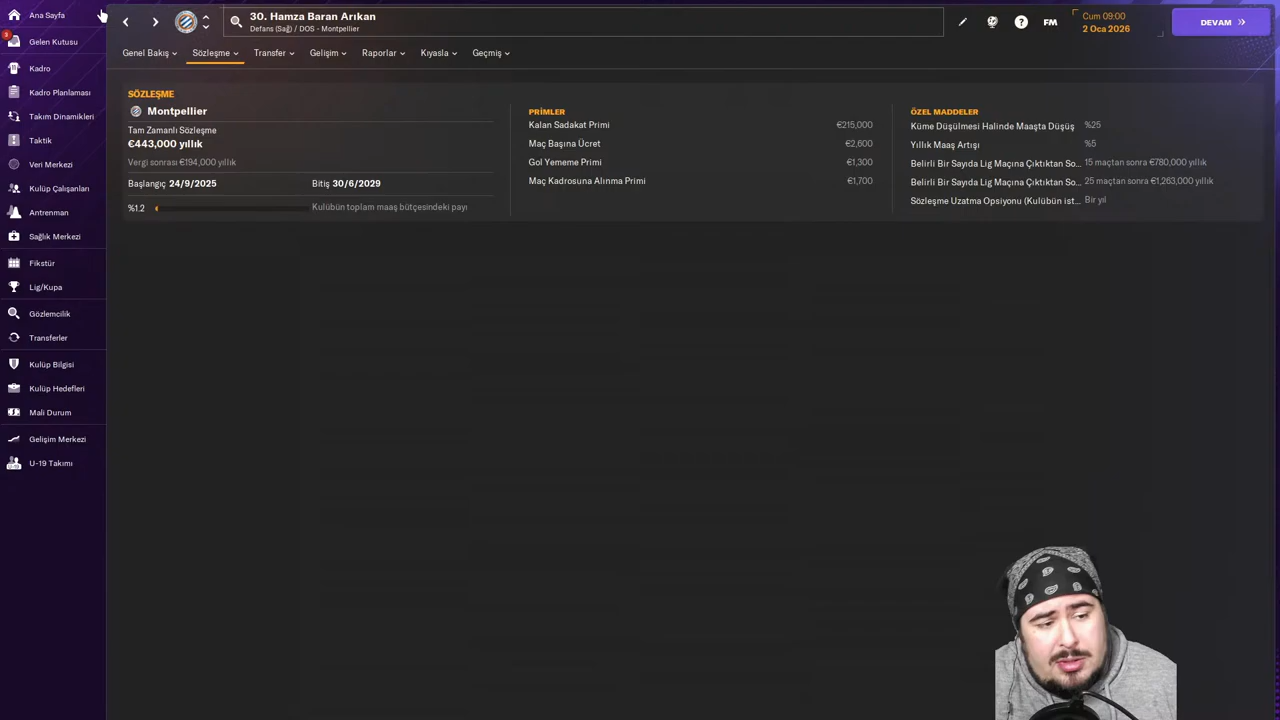 Ana Sayfa
3
Gelen Kutusu
Kadro
Kadro Planlaması
Takım Dinamikleri
Taktik
Veri Merkezi
Kulüp Çalışanları
Antrenman
Sağlık Merkezi
Fikstür
Lig/Kupa
Gözlemcilik
Transferler
Kulüp Bilgisi
Kulüp Hedefleri
Mali Durum
Gelişim Merkezi
U-19 Takımı
30. Hamza Baran Arıkan
Defans (Sağ) / DOS - Montpellier
?
FM
Cum 09:00
2 Oca 2026
DEVAM
Genel Bakış
Sözleşme
Transfer
Gelişim
Raporlar
Kıyasla
Geçmiş
SÖZLEŞME
Montpellier
Tam Zamanlı Sözleşme
€443,000 yıllık
Vergi sonrası €194,000 yıllık
Başlangıç 24/9/2025
Bitiş 30/6/2029
%1.2
Kulübün toplam maaş bütçesindeki payı
PRİMLER
Kalan Sadakat Primi €215,000
Maç Başına Ücret €2,600
Gol Yememe Primi €1,300
Maç Kadrosuna Alınma Primi €1,700
ÖZEL MADDELER
Küme Düşülmesi Halinde Maaşta Düşüş %25
Yıllık Maaş Artışı %5
Belirli Bir Sayıda Lig Maçına Çıktıktan So... 15 maçtan sonra €780,000 yıllık
Belirli Bir Sayıda Lig Maçına Çıktıktan So... 25 maçtan sonra €1,263,000 yıllık
Sözleşme Uzatma Opsiyonu (Kulübün ist... Bir yıl